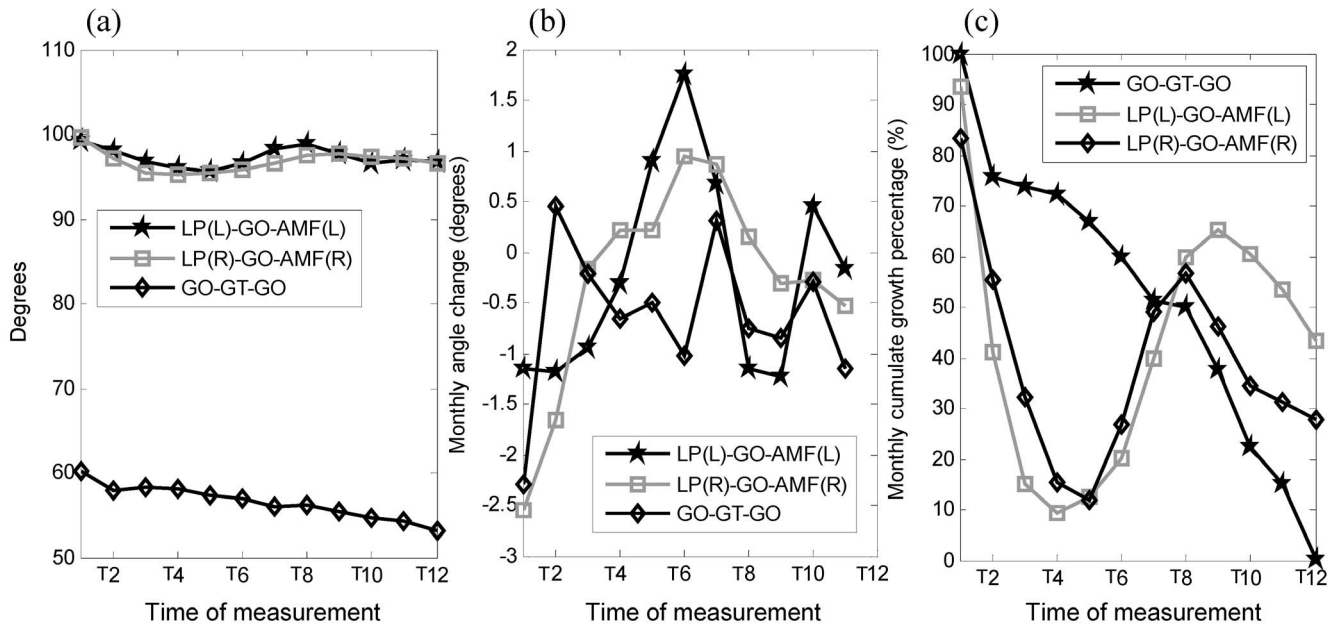 (a)
110
100
90
80
70
60
50
Degrees
LP(L)-GO-AMF(L)
LP(R)-GO-AMF(R)
GO-GT-GO
T2 T4 T6 T8 T10 T12
Time of measurement
(b)
2
1.5
1
0.5
0
-0.5
-1
-1.5
-2
-2.5
-3
Monthly angle change (degrees)
LP(L)-GO-AMF(L)
LP(R)-GO-AMF(R)
GO-GT-GO
T2 T4 T6 T8 T10 T12
Time of measurement
(c)
100
90
80
70
60
50
40
30
20
10
0
Monthly cumulate growth percentage (%)
GO-GT-GO
LP(L)-GO-AMF(L)
LP(R)-GO-AMF(R)
T2 T4 T6 T8 T10 T12
Time of measurement